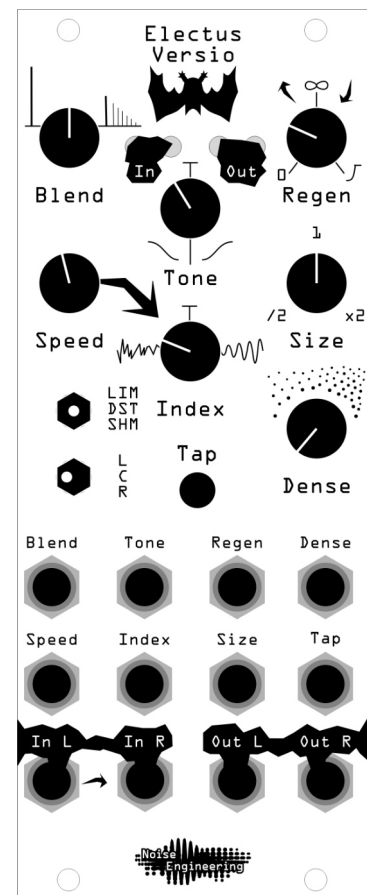 Electus
Versio
In
Out
Blend
∞
0
Regen
Tone
1
/2
x2
Speed
Size
Index
LIM
DST
SHM
Tap
L
C
R
Dense
Blend Tone Regen Dense
Speed Index Size Tap
In L In R Out L Out R
Noise
Engineering